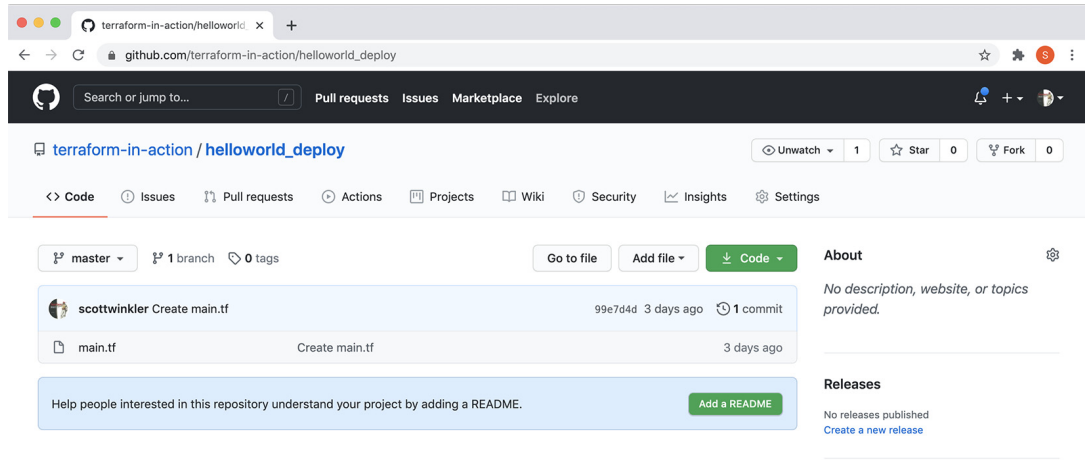 terraform-in-action/helloworld_
github.com/terraform-in-action/helloworld_deploy
S
Search or jump to...
/
Pull requests
Issues
Marketplace
Explore
terraform-in-action / helloworld_deploy
Unwatch 1
Star 0
Fork 0
Code
Issues
Pull requests
Actions
Projects
Wiki
Security
Insights
Settings
master
1 branch
0 tags
Go to file
Add file
Code
scottwinkler Create main.tf
99e7d4d 3 days ago
1 commit
main.tf
Create main.tf
3 days ago
Help people interested in this repository understand your project by adding a README.
Add a README
About
No description, website, or topics
provided.
Releases
No releases published
Create a new release